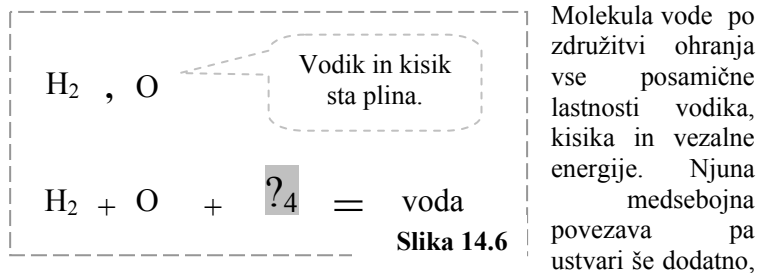 H₂ , O
Vodik in kisik
sta plina.
H₂ + O + ?₄ = voda
Slika 14.6
Molekula vode po
združitvi ohranja
vse posamične
lastnosti vodika,
kisika in vezalne
energije. Njuna
medsebojna
povezava pa
ustvari še dodatno,